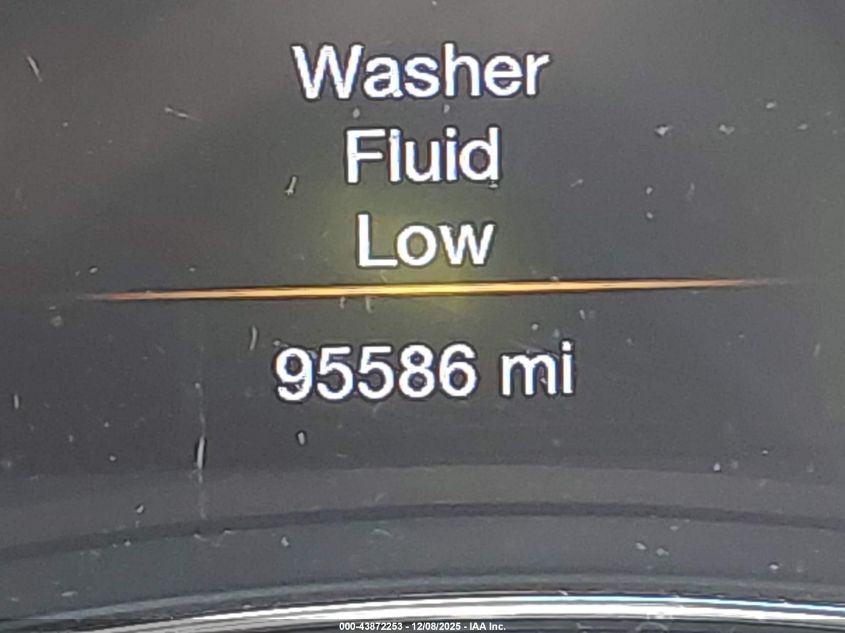 Washer
Fluid
Low
95586 mi
000-43872253 - 12/08/2025 - IAA Inc.